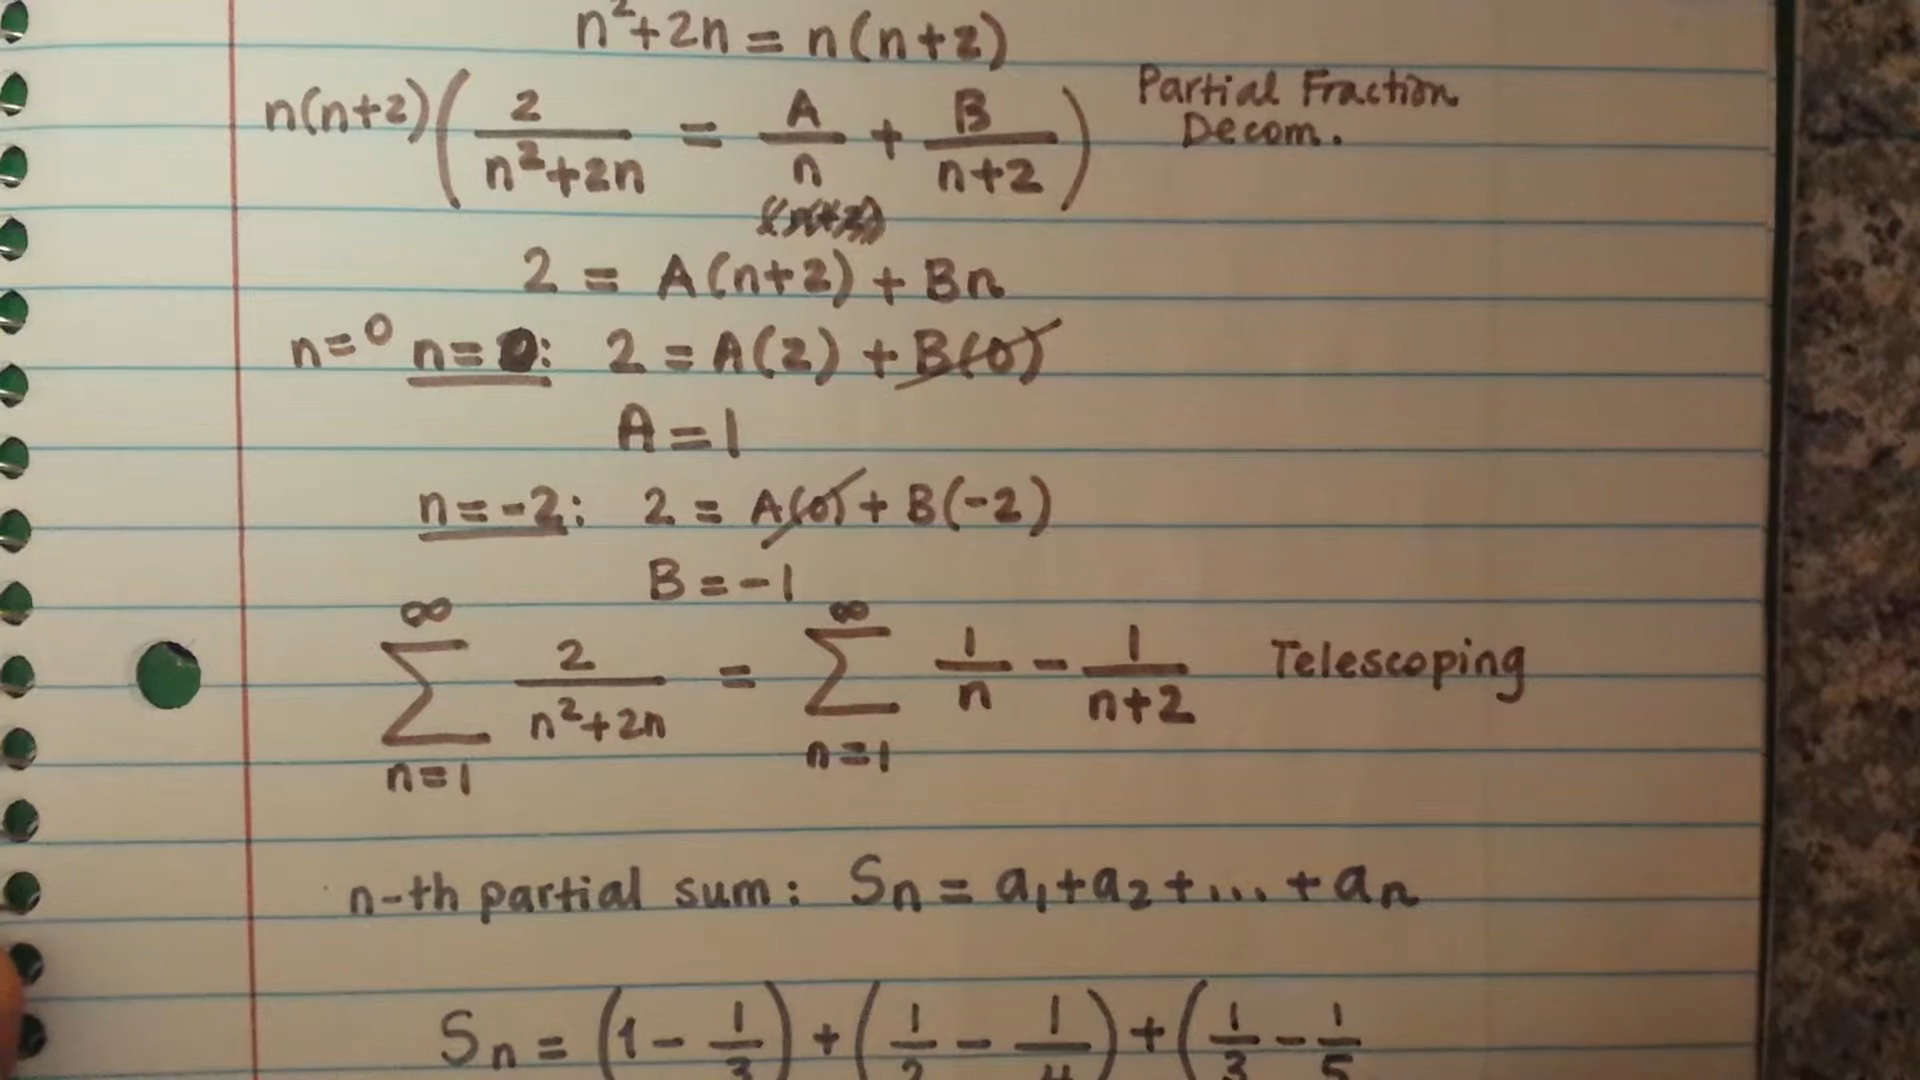 n²+2n = n(n+2)
n(n+2) ( 2/(n²+2n) = A/n + B/(n+2) ) Partial Fraction Decom.
2 = A(n+2) + Bn
n=0 n=0: 2 = A(2) + B(0)
A = 1
n=-2: 2 = A(0) + B(-2)
B = -1
∑_{n=1}^{∞} 2/(n²+2n) = ∑_{n=1}^{∞} 1/n - 1/(n+2) Telescoping
n-th partial sum: Sn = a₁+a₂+...+an
Sn = (1 - 1/3) + (1/2 - 1/4) + (1/3 - 1/5